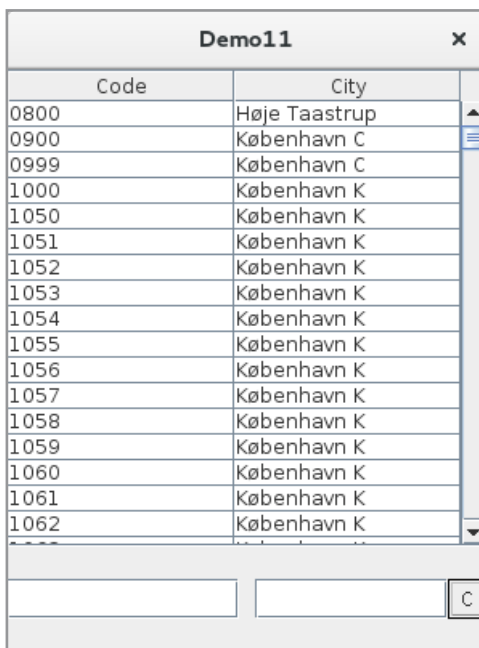 Demo11 ×
Code City
0800 Høje Taastrup
0900 København C
0999 København C
1000 København K
1050 København K
1051 København K
1052 København K
1053 København K
1054 København K
1055 København K
1056 København K
1057 København K
1058 København K
1059 København K
1060 København K
1061 København K
1062 København K
C